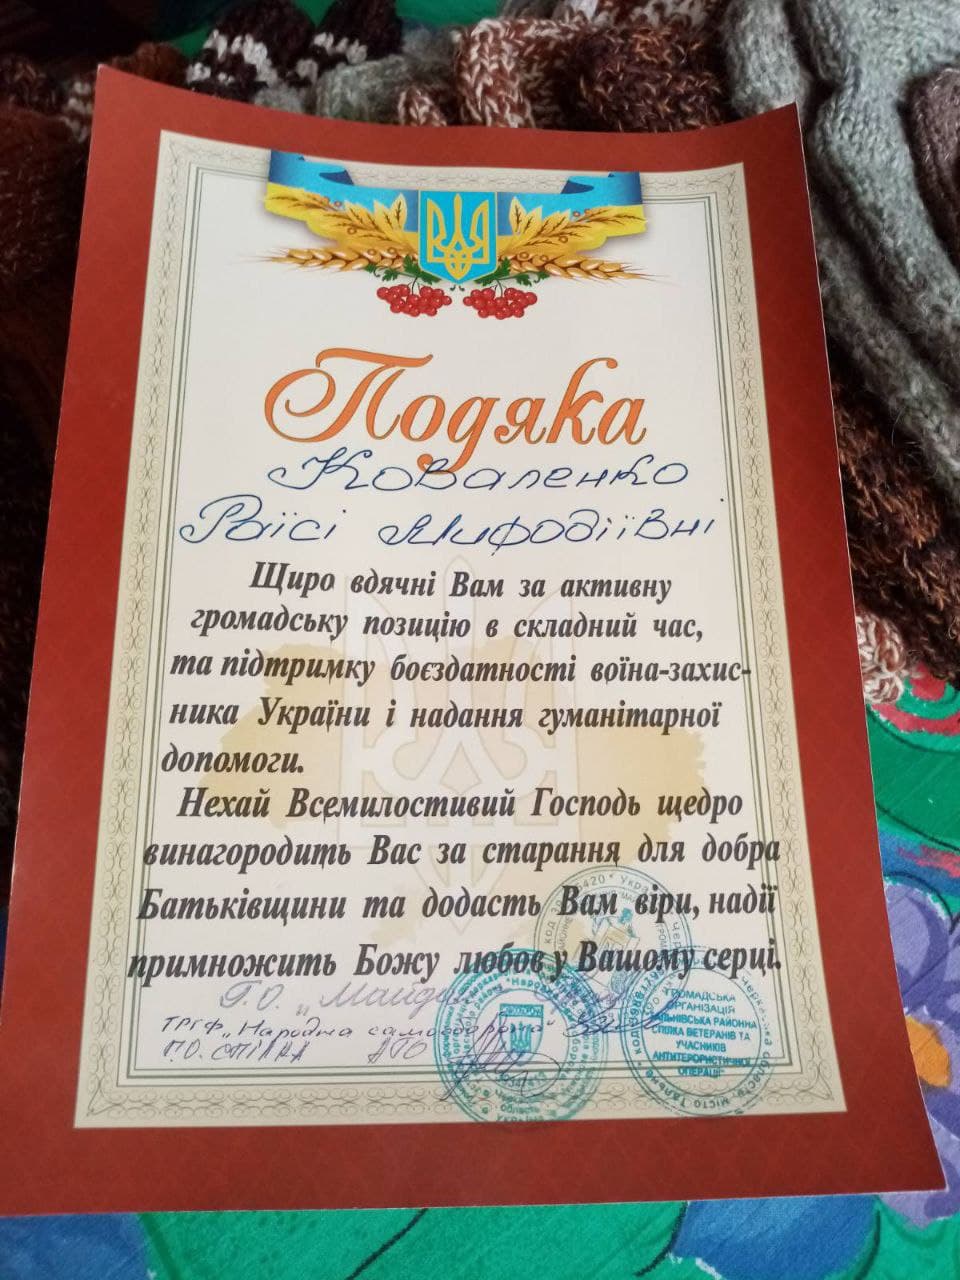 Подяка
Коваленко
Раїсі Мифодіївні
Щиро вдячні Вам за активну
громадську позицію в складний час,
та підтримку боєздатності воїна-захис-
ника України і надання гуманітарної
допомоги.
Нехай Всемилостивий Господь щедро
винагородить Вас за старання для добра
Батьківщини та додасть Вам віри, надії
примножить Божу любов у Вашому серці.
Г.О. „Майдан
ТРГФ „Народна самооборона"
Г.О. СПІЛКА АТО
ГРОМАДСЬКА
ОРГАНІЗАЦІЯ
ТАЛЬНІВСЬКА РАЙОННА
СПІЛКА ВЕТЕРАНІВ ТА
УЧАСНИКІВ
АНТИТЕРОРИСТИЧНОЇ
ОПЕРАЦІЇ"